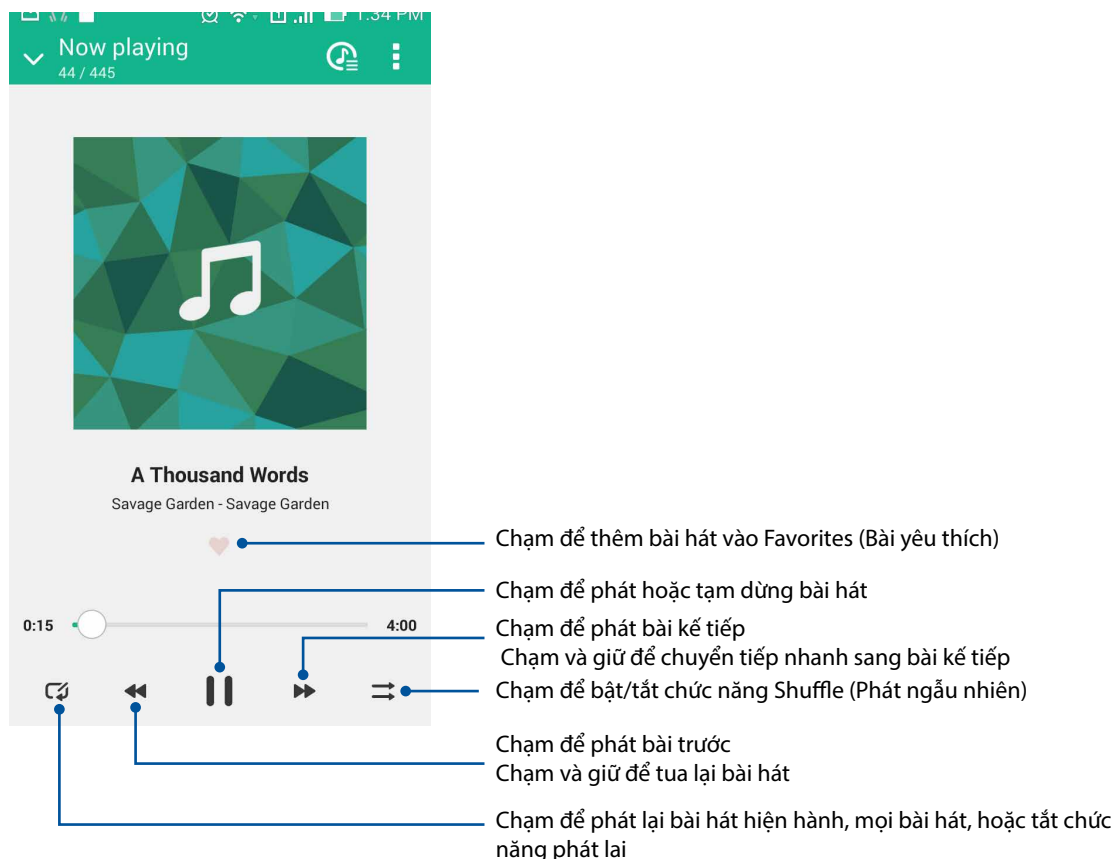 1:34 PM
Now playing
44 / 445
A Thousand Words
Savage Garden - Savage Garden
Chạm để thêm bài hát vào Favorites (Bài yêu thích)
Chạm để phát hoặc tạm dừng bài hát
0:15
4:00
Chạm để phát bài kế tiếp
Chạm và giữ để chuyển tiếp nhanh sang bài kế tiếp
Chạm để bật/tắt chức năng Shuffle (Phát ngẫu nhiên)
Chạm để phát bài trước
Chạm và giữ để tua lại bài hát
Chạm để phát lại bài hát hiện hành, mọi bài hát, hoặc tắt chức
năng phát lại